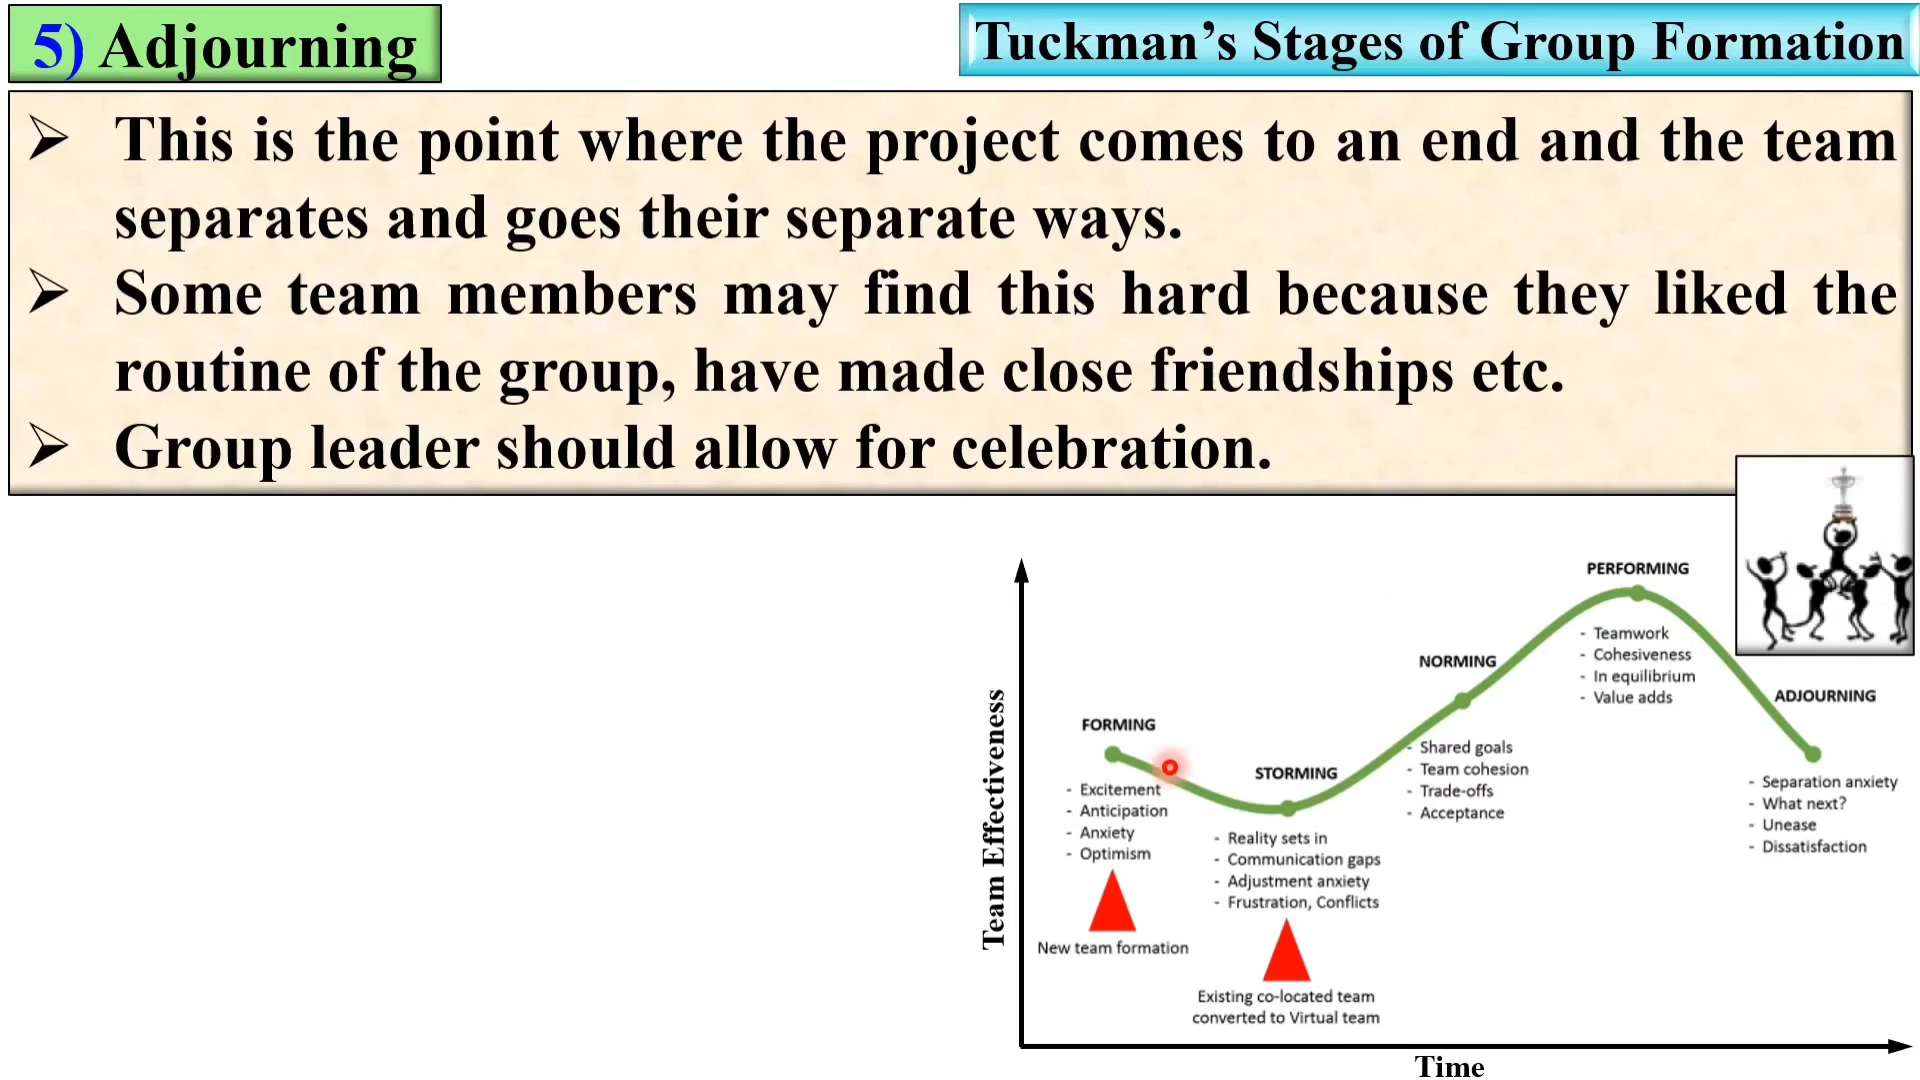 5) Adjourning
Tuckman’s Stages of Group Formation
➢ This is the point where the project comes to an end and the team
separates and goes their separate ways.
➢ Some team members may find this hard because they liked the
routine of the group, have made close friendships etc.
➢ Group leader should allow for celebration.
Team Effectiveness
FORMING
- Excitement
- Anticipation
- Anxiety
- Optimism
New team formation
STORMING
- Reality sets in
- Communication gaps
- Adjustment anxiety
- Frustration, Conflicts
Existing co-located team
converted to Virtual team
NORMING
- Shared goals
- Team cohesion
- Trade-offs
- Acceptance
PERFORMING
- Teamwork
- Cohesiveness
- In equilibrium
- Value adds
ADJOURNING
- Separation anxiety
- What next?
- Unease
- Dissatisfaction
Time